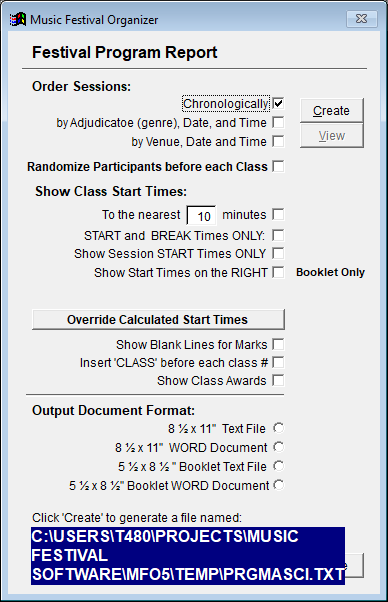 Music Festival Organizer
Festival Program Report
Order Sessions:
Chronologically
Create
by Adjudicatoe (genre), Date, and Time
View
by Venue, Date and Time
Randomize Participants before each Class
Show Class Start Times:
To the nearest 10 minutes
START and BREAK Times ONLY:
Show Session START Times ONLY
Show Start Times on the RIGHT Booklet Only
Override Calculated Start Times
Show Blank Lines for Marks
Insert 'CLASS' before each class #
Show Class Awards
Output Document Format:
8 ½ x 11" Text File
8 ½ x 11" WORD Document
5 ½ x 8 ½ " Booklet Text File
5 ½ x 8 ½" Booklet WORD Document
Click 'Create' to generate a file named:
C:\USERS\T480\PROJECTS\MUSIC
FESTIVAL
SOFTWARE\MFO5\TEMP\PRGMASCI.TXT